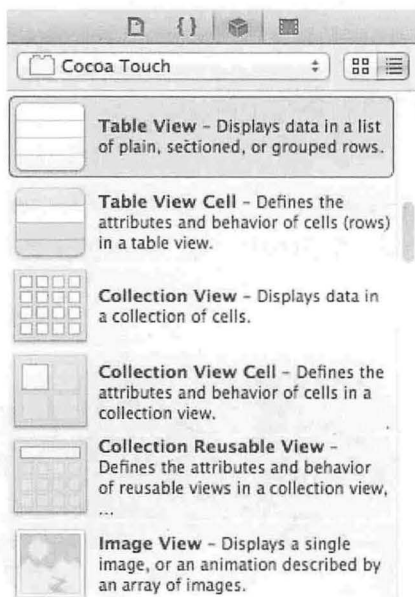 { }
Cocoa Touch
Table View – Displays data in a list
of plain, sectioned, or grouped rows.
Table View Cell – Defines the
attributes and behavior of cells (rows)
in a table view.
Collection View – Displays data in
a collection of cells.
Collection View Cell – Defines the
attributes and behavior of cells in a
collection view.
Collection Reusable View –
Defines the attributes and behavior
of reusable views in a collection view,
...
Image View – Displays a single
image, or an animation described by
an array of images.